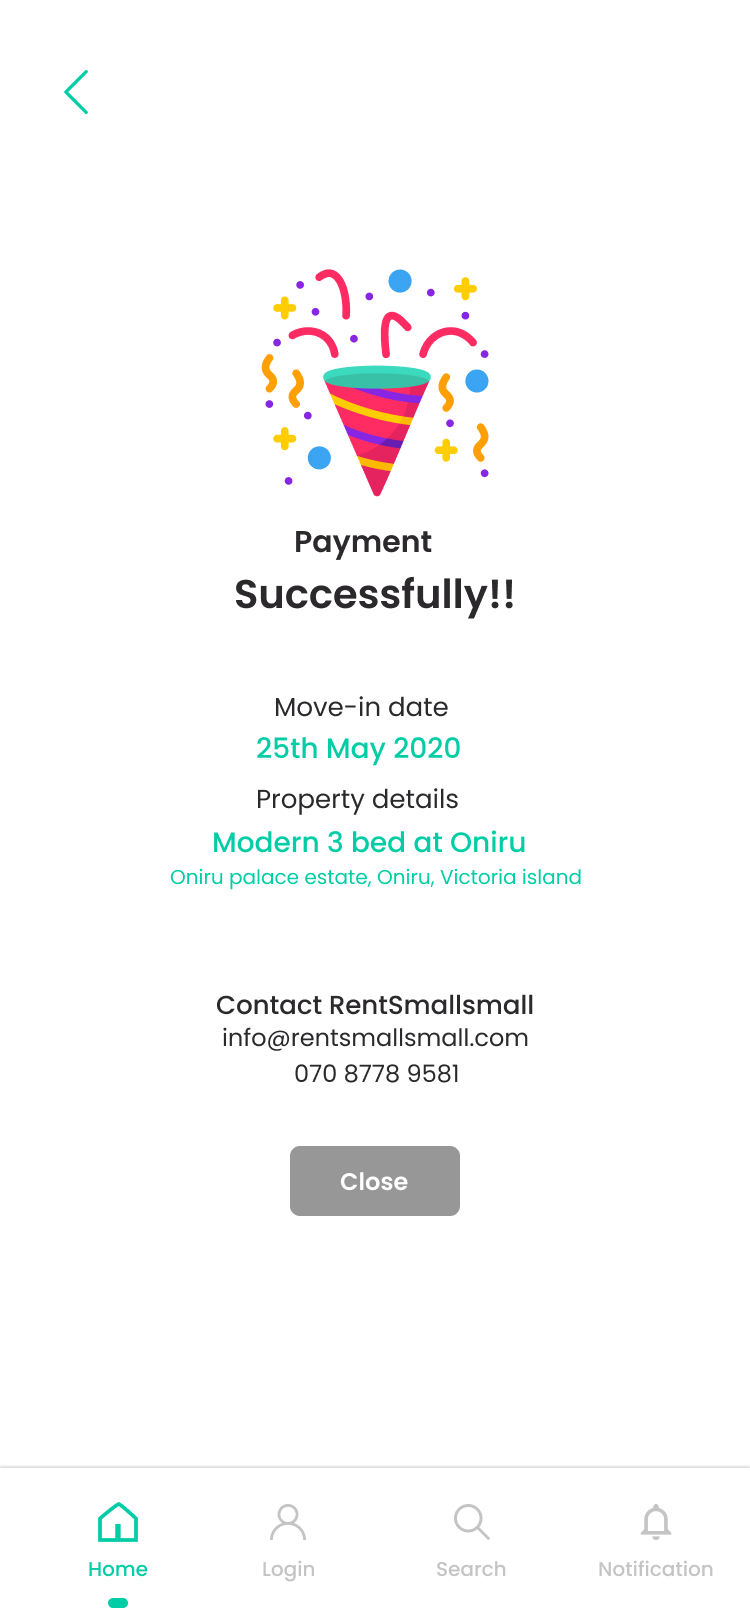 Payment
Successfully!!
Move-in date
25th May 2020
Property details
Modern 3 bed at Oniru
Oniru palace estate, Oniru, Victoria island
Contact RentSmallsmall
info@rentsmallsmall.com
070 8778 9581
Close
Home Login Search Notification